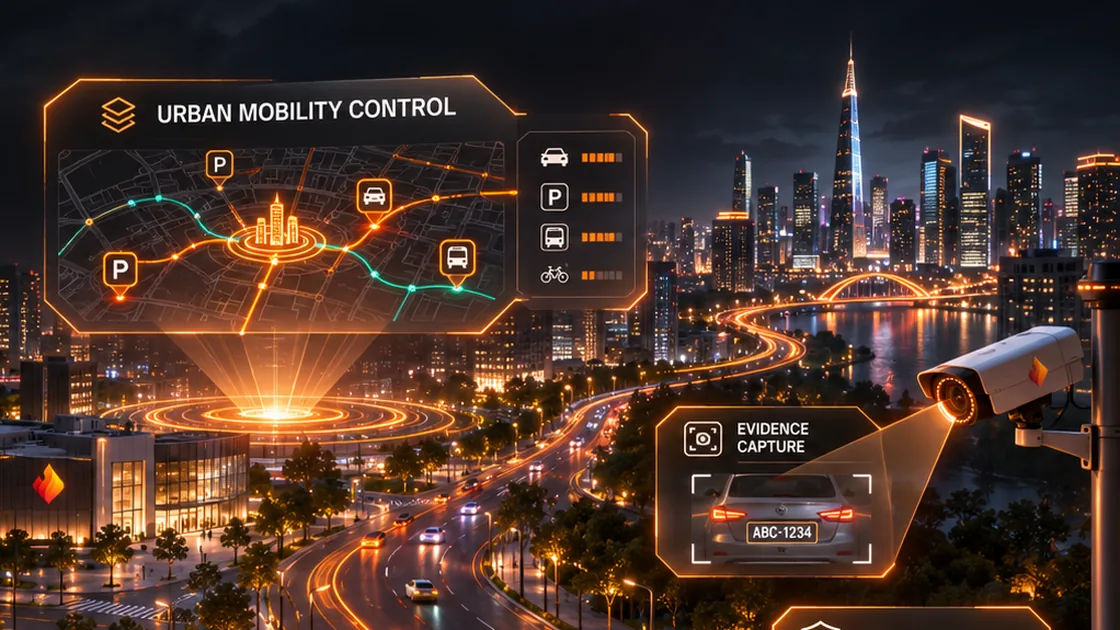 URBAN MOBILITY CONTROL
P
P
P
EVIDENCE
CAPTURE
ABC-1234